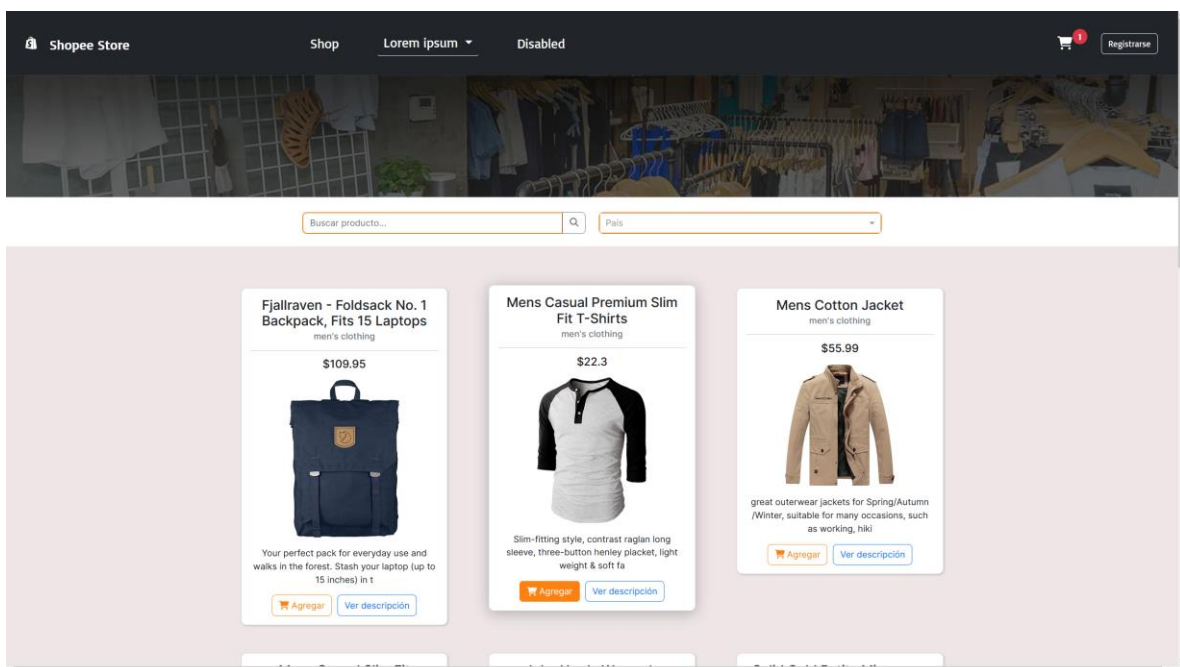 Shopee Store
Shop
Lorem ipsum
Disabled
1
Registrarse
Buscar producto...
País
Fjallraven - Foldsack No. 1
Backpack, Fits 15 Laptops
men's clothing
$109.95
Your perfect pack for everyday use and
walks in the forest. Stash your laptop (up to
15 inches) in t
Agregar
Ver descripción
Mens Casual Premium Slim
Fit T-Shirts
men's clothing
$22.3
Slim-fitting style, contrast raglan long
sleeve, three-button henley placket, light
weight & soft fa
Agregar
Ver descripción
Mens Cotton Jacket
men's clothing
$55.99
great outerwear jackets for Spring/Autumn
/Winter, suitable for many occasions, such
as working, hiki
Agregar
Ver descripción